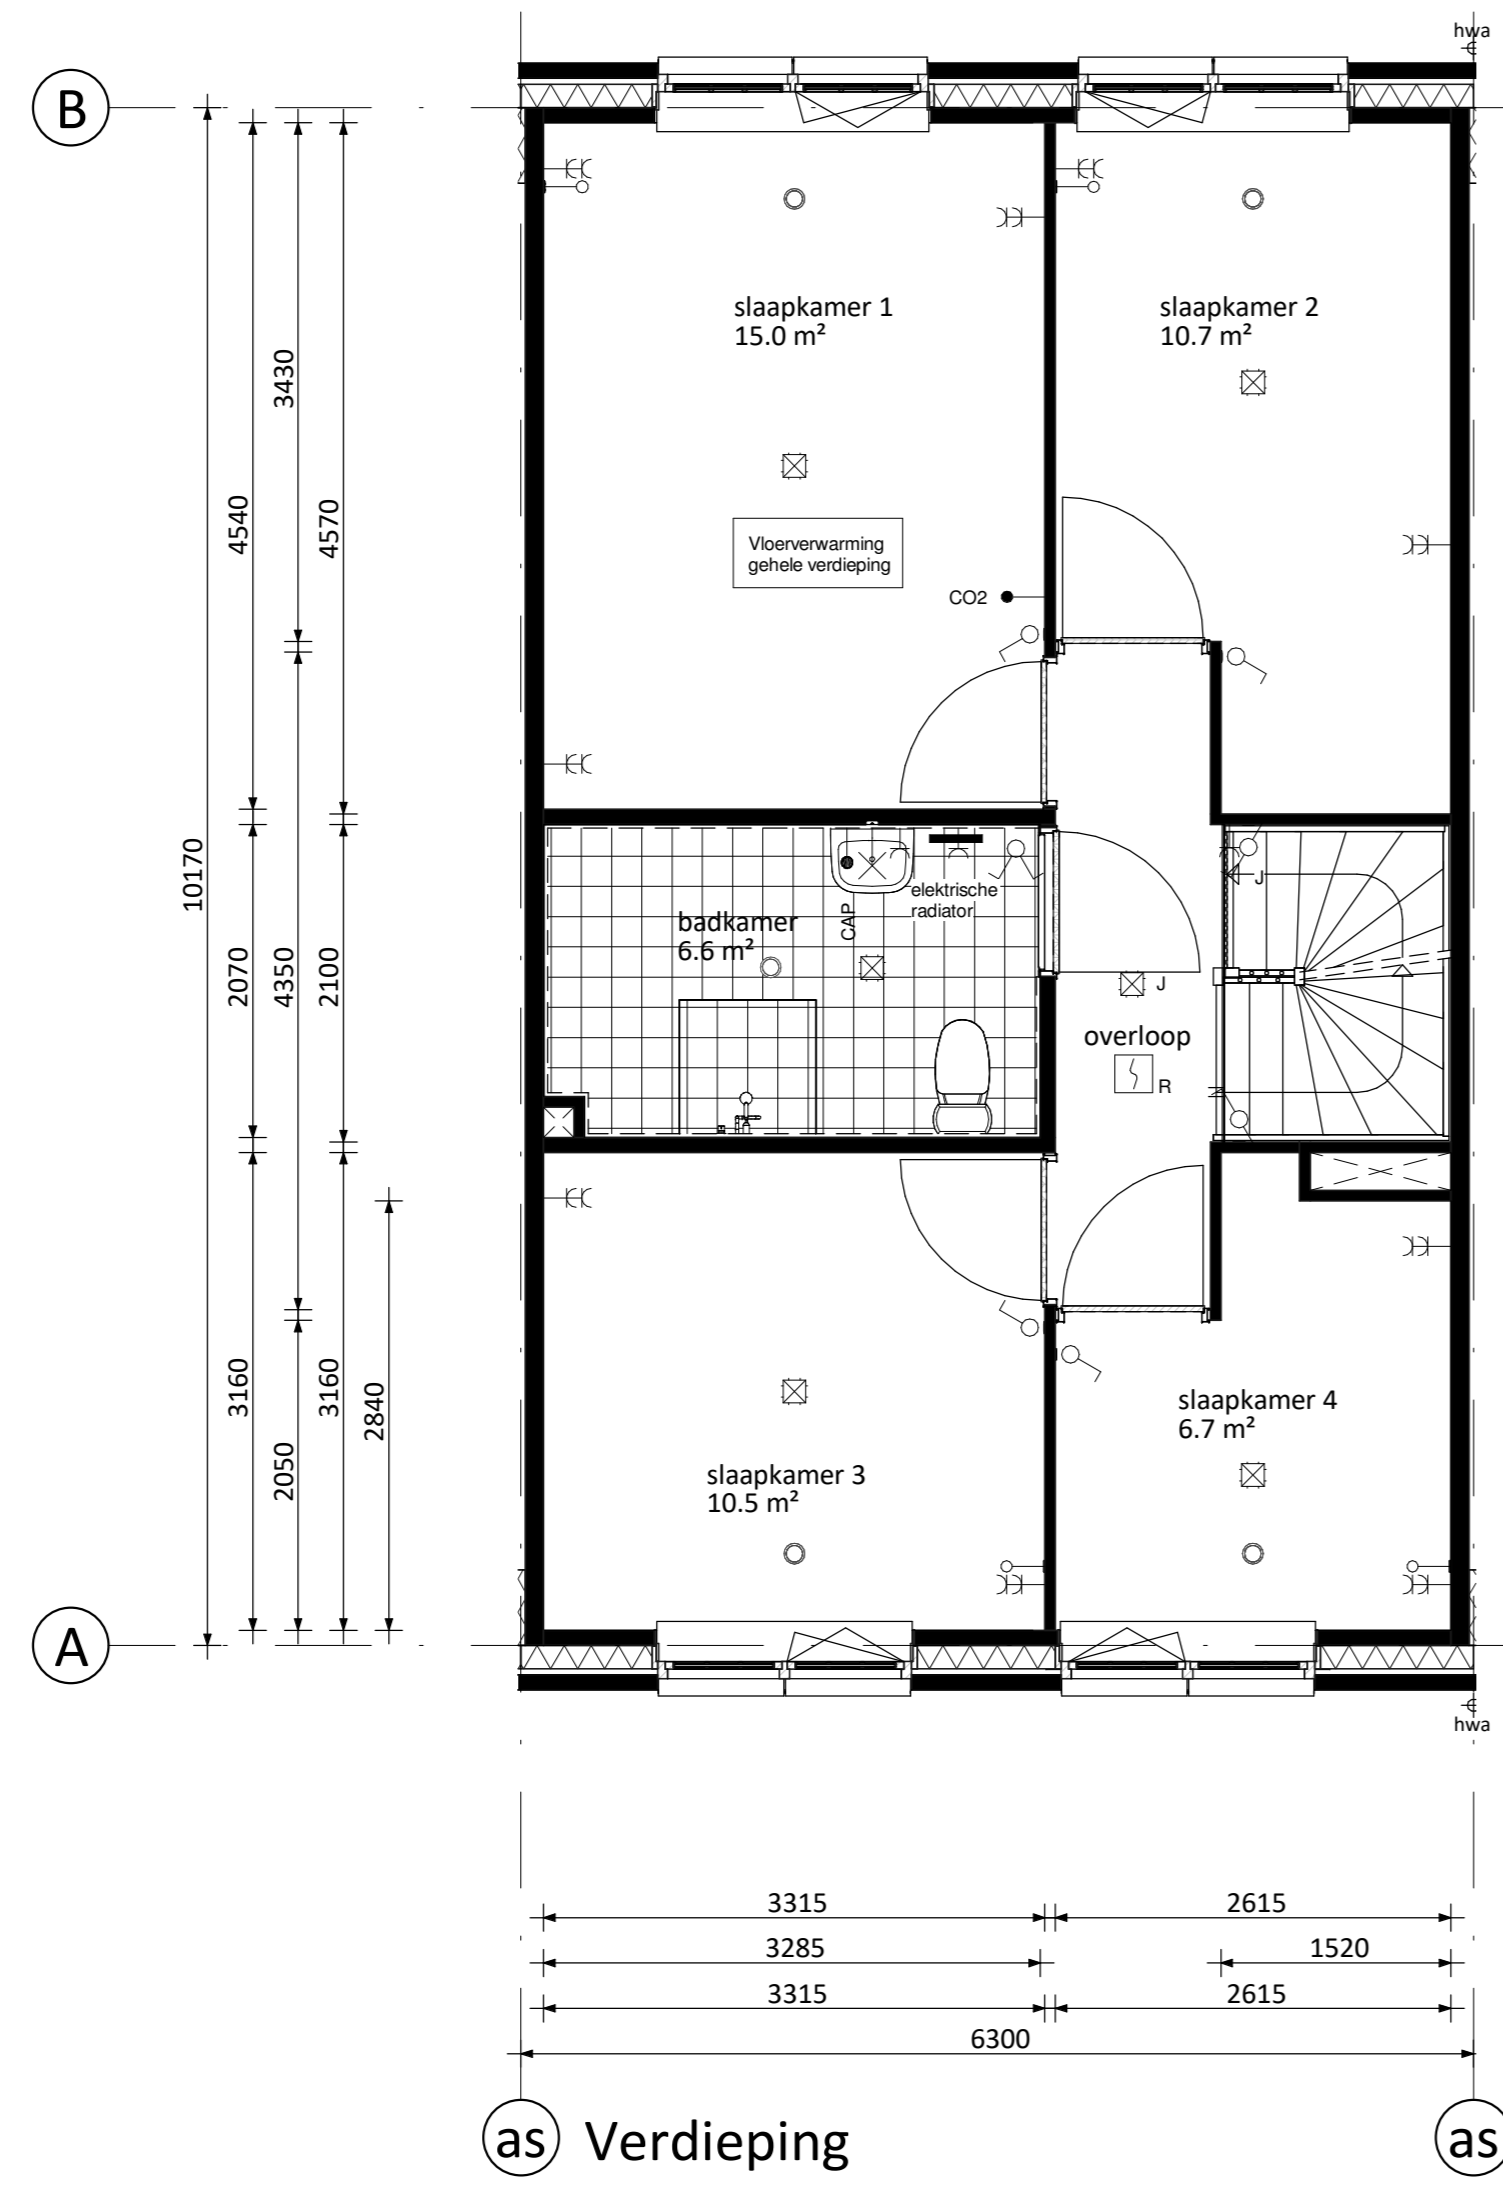 hwa
B
slaapkamer 1
15.0 m²
slaapkamer 2
10.7 m²
3430
4540
4570
Vloerverwarming
gehele verdieping
CO2
10170
2070
4350
2100
badkamer
6.6 m²
CAP
elektrische
radiator
J
J
overloop
R
3160
2050
3160
2840
slaapkamer 3
10.5 m²
slaapkamer 4
6.7 m²
A
hwa
3315
2615
3285
1520
3315
2615
6300
as
Verdieping
as